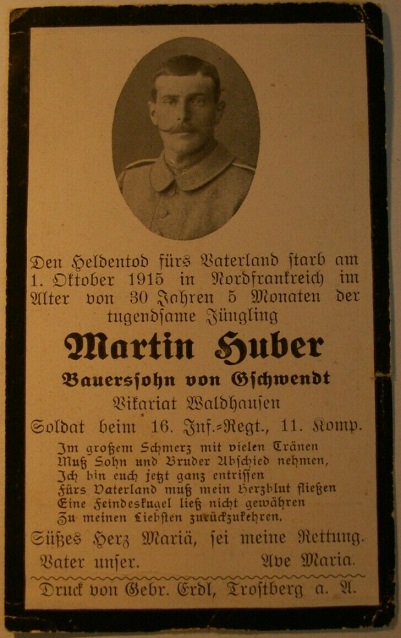 Den Heldentod fürs Vaterland starb am
1. Oktober 1915 in Nordfrankreich im
Alter von 30 Jahren 5 Monaten der
tugendsame Jüngling
Martin Huber
Bauerssohn von Gschwendt
Vikariat Waldhausen
Soldat beim 16. Inf.-Regt., 11. Komp.
Im großem Schmerz mit vielen Tränen
Muß Sohn und Bruder Abschied nehmen,
Ich bin euch jetzt ganz entrissen
Fürs Vaterland muß mein Herzblut fließen
Eine Feindeskugel ließ nicht gewähren
Zu meinen Liebsten zurückzukehren.
Süßes Herz Mariä, sei meine Rettung.
Vater unser. Ave Maria.
Druck von Gebr. Erdl, Trostberg a. A.